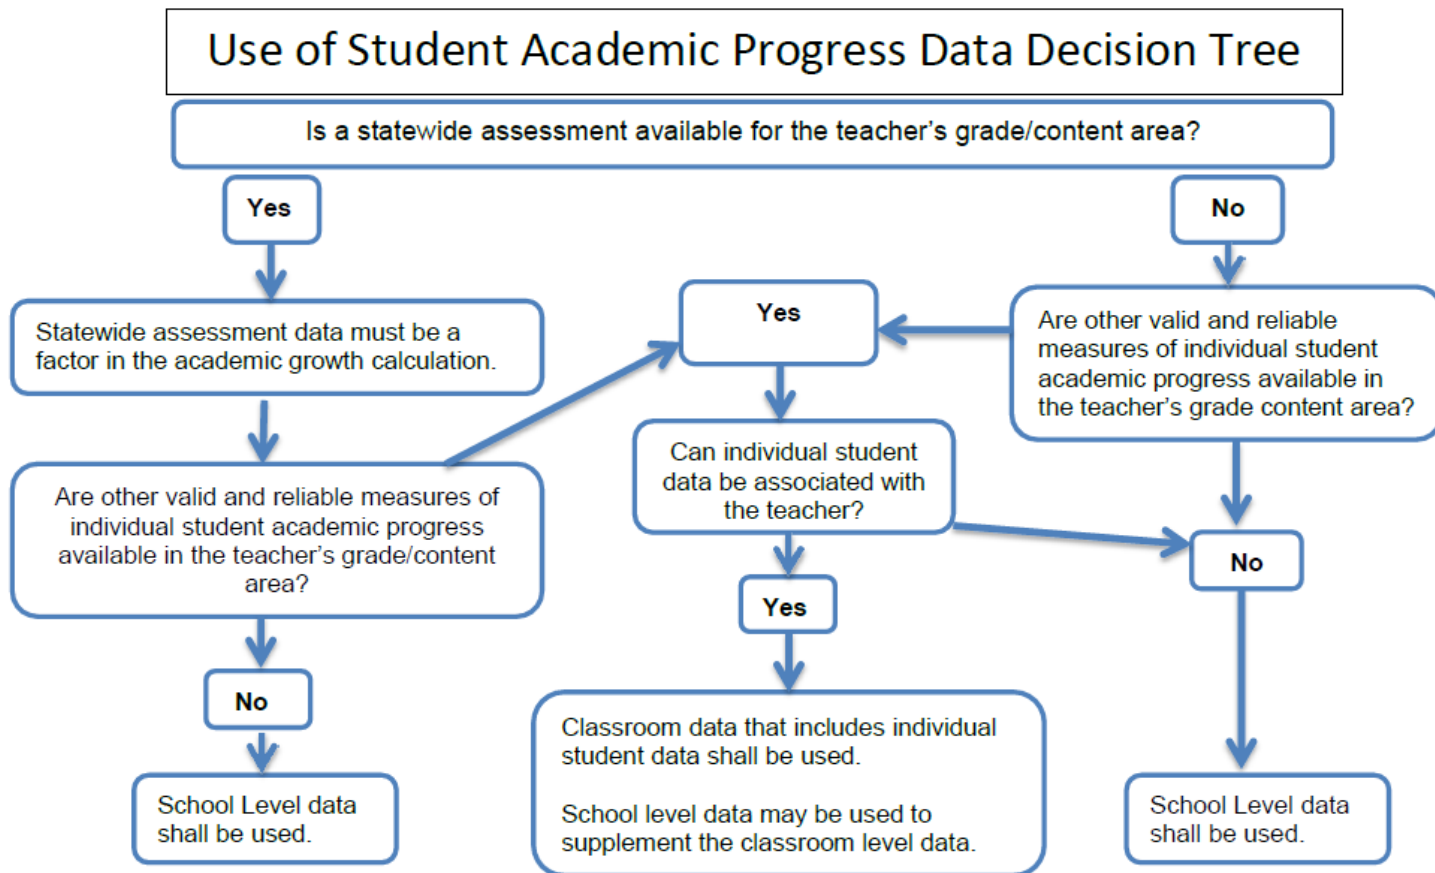 Use of Student Academic Progress Data Decision Tree
Is a statewide assessment available for the teacher’s grade/content area?
Yes
No
Statewide assessment data must be a
factor in the academic growth calculation.
Yes
Are other valid and reliable
measures of individual student
academic progress available in
the teacher’s grade content area?
Are other valid and reliable measures of
individual student academic progress
available in the teacher’s grade/content
area?
Can individual student
data be associated with
the teacher?
No
Yes
No
Classroom data that includes individual
student data shall be used.
School level data may be used to
supplement the classroom level data.
School Level data
shall be used.
School Level data
shall be used.